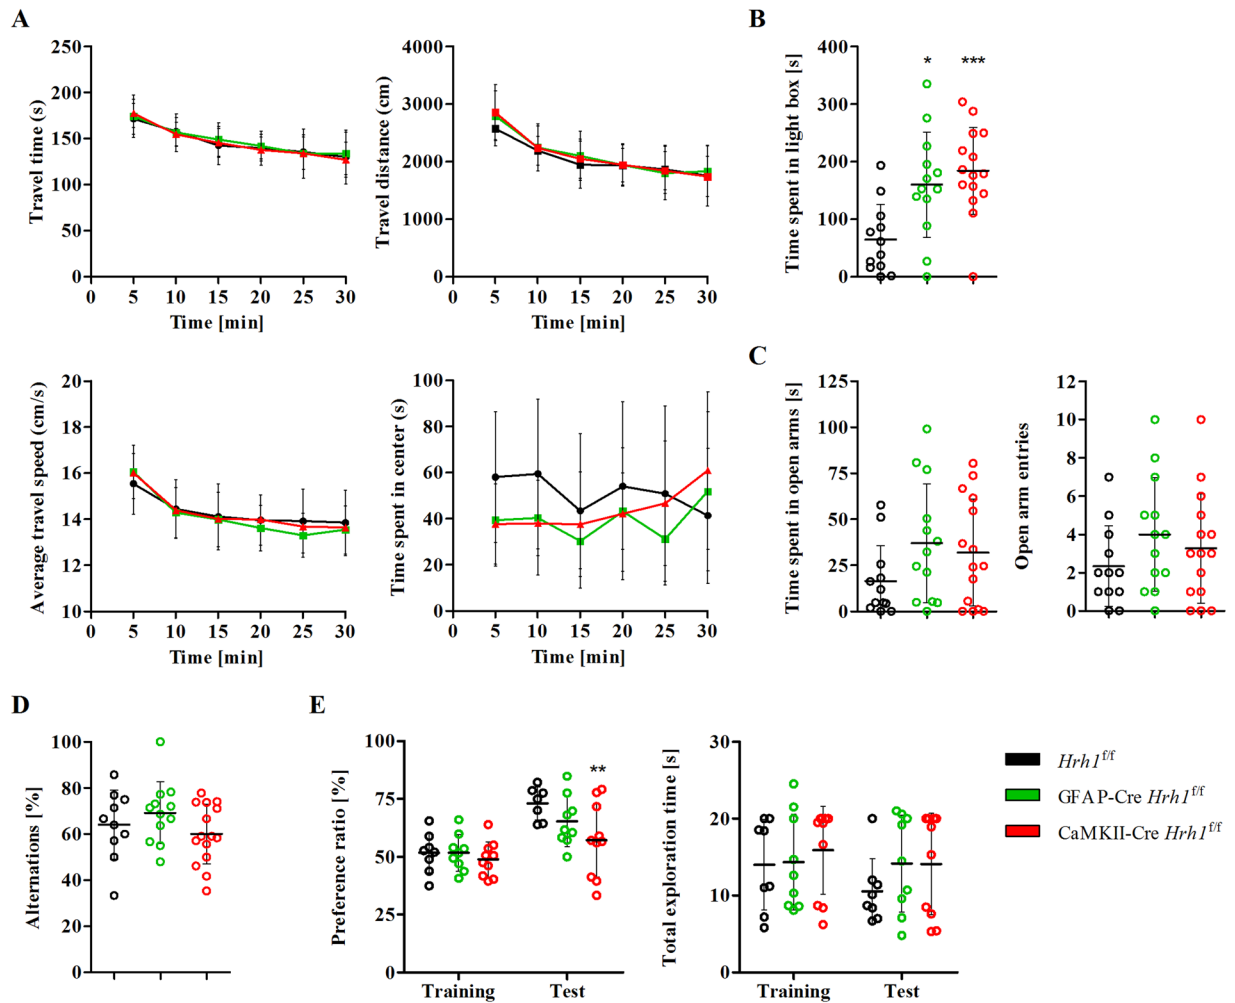 A
B
Travel time (s)
250
200
150
100
50
0
0 5 10 15 20 25 30
Time [min]
Travel distance (cm)
4000
3000
2000
1000
0
0 5 10 15 20 25 30
Time [min]
Time spent in light box [s]
400
300
200
100
0
* ***
C
Average travel speed (cm/s)
20
18
16
14
12
10
0 5 10 15 20 25 30
Time [min]
Time spent in center (s)
100
80
60
40
20
0
0 5 10 15 20 25 30
Time [min]
Time spent in open arms [s]
125
100
75
50
25
0
Open arm entries
12
10
8
6
4
2
0
D
E
Alternations [%]
100
80
60
40
20
0
Preference ratio [%]
100
75
50
25
0
**
Training Test
Total exploration time [s]
30
20
10
0
Training Test
Hrh1f/f
GFAP-Cre Hrh1f/f
CaMKII-Cre Hrh1f/f